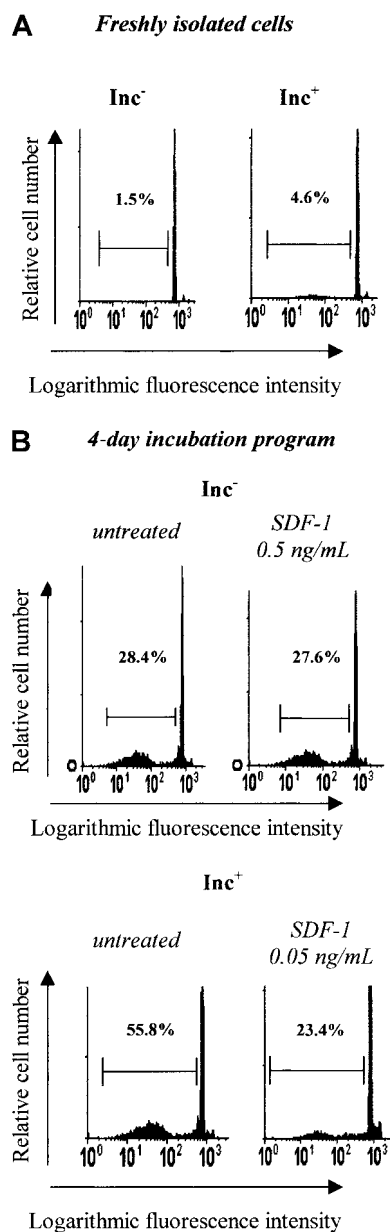 A Freshly isolated cells
Inc⁻ Inc⁺
Relative cell number
1.5% 4.6%
10⁰ 10¹ 10² 10³ 10⁰ 10¹ 10² 10³
Logarithmic fluorescence intensity
B 4-day incubation program
Inc⁻
untreated SDF-1
0.5 ng/mL
Relative cell number
28.4% 27.6%
0 0
10⁰ 10¹ 10² 10³ 10⁰ 10¹ 10² 10³
Logarithmic fluorescence intensity
Inc⁺
untreated SDF-1
0.05 ng/mL
Relative cell number
55.8% 23.4%
10⁰ 10¹ 10² 10³ 10⁰ 10¹ 10² 10³
Logarithmic fluorescence intensity